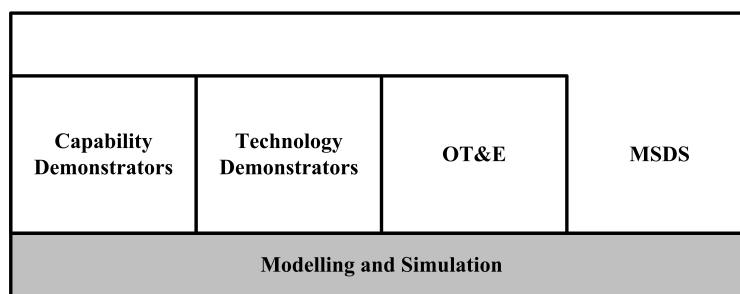 Capability
Demonstrators
Technology
Demonstrators
OT&E
MSDS
Modelling and Simulation